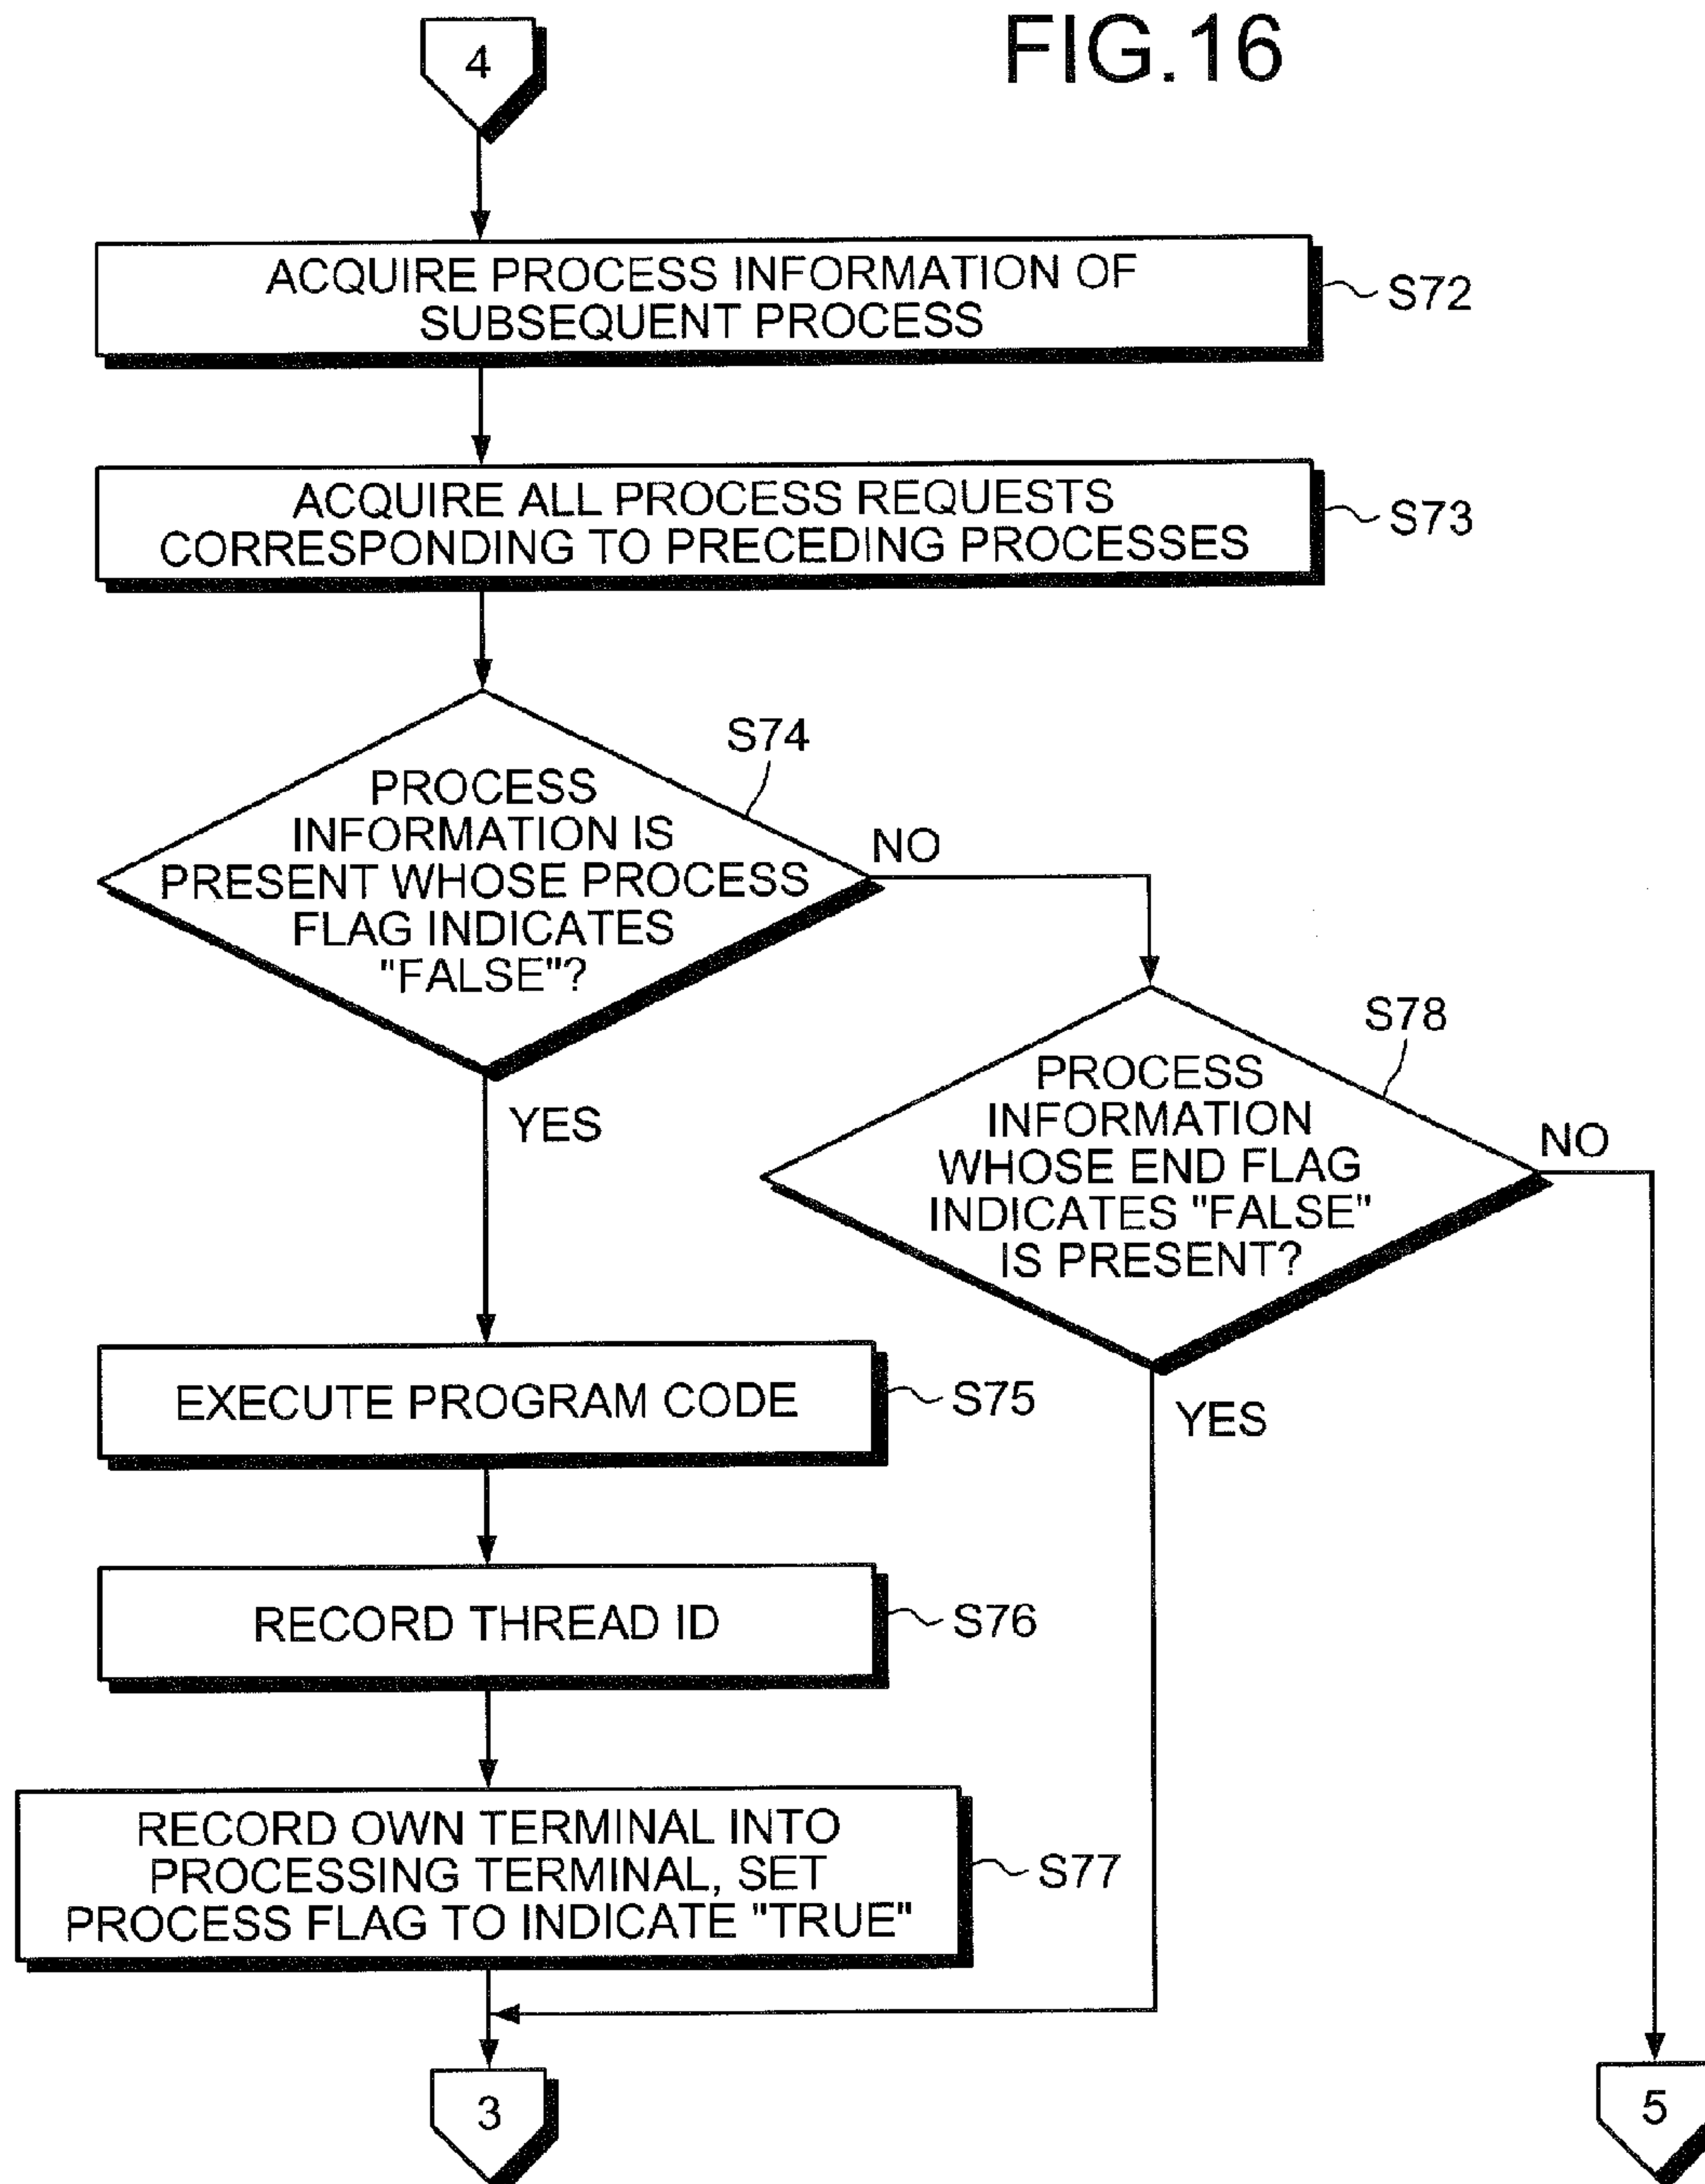 FIG.16
4
ACQUIRE PROCESS INFORMATION OF
SUBSEQUENT PROCESS
S72
ACQUIRE ALL PROCESS REQUESTS
CORRESPONDING TO PRECEDING PROCESSES
S73
S74
PROCESS
INFORMATION IS
PRESENT WHOSE PROCESS
FLAG INDICATES
"FALSE"?
NO
YES
S78
PROCESS
INFORMATION
WHOSE END FLAG
INDICATES "FALSE"
IS PRESENT?
NO
YES
EXECUTE PROGRAM CODE
S75
RECORD THREAD ID
S76
RECORD OWN TERMINAL INTO
PROCESSING TERMINAL, SET
PROCESS FLAG TO INDICATE "TRUE"
S77
3
5